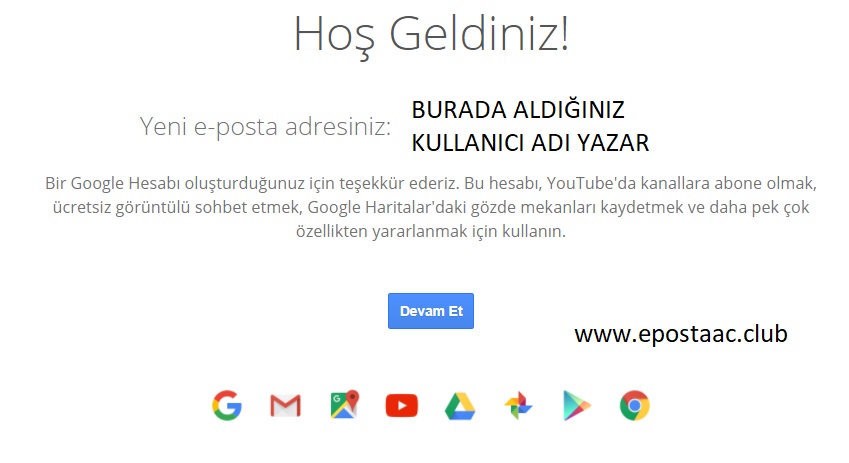 Hoş Geldiniz!
Yeni e-posta adresiniz:
BURADA ALDIĞINIZ
KULLANICI ADI YAZAR
Bir Google Hesabı oluşturduğunuz için teşekkür ederiz. Bu hesabı, YouTube'da kanallara abone olmak,
ücretsiz görüntülü sohbet etmek, Google Haritalar'daki gözde mekanları kaydetmek ve daha pek çok
özellikten yararlanmak için kullanın.
Devam Et
www.epostaac.club